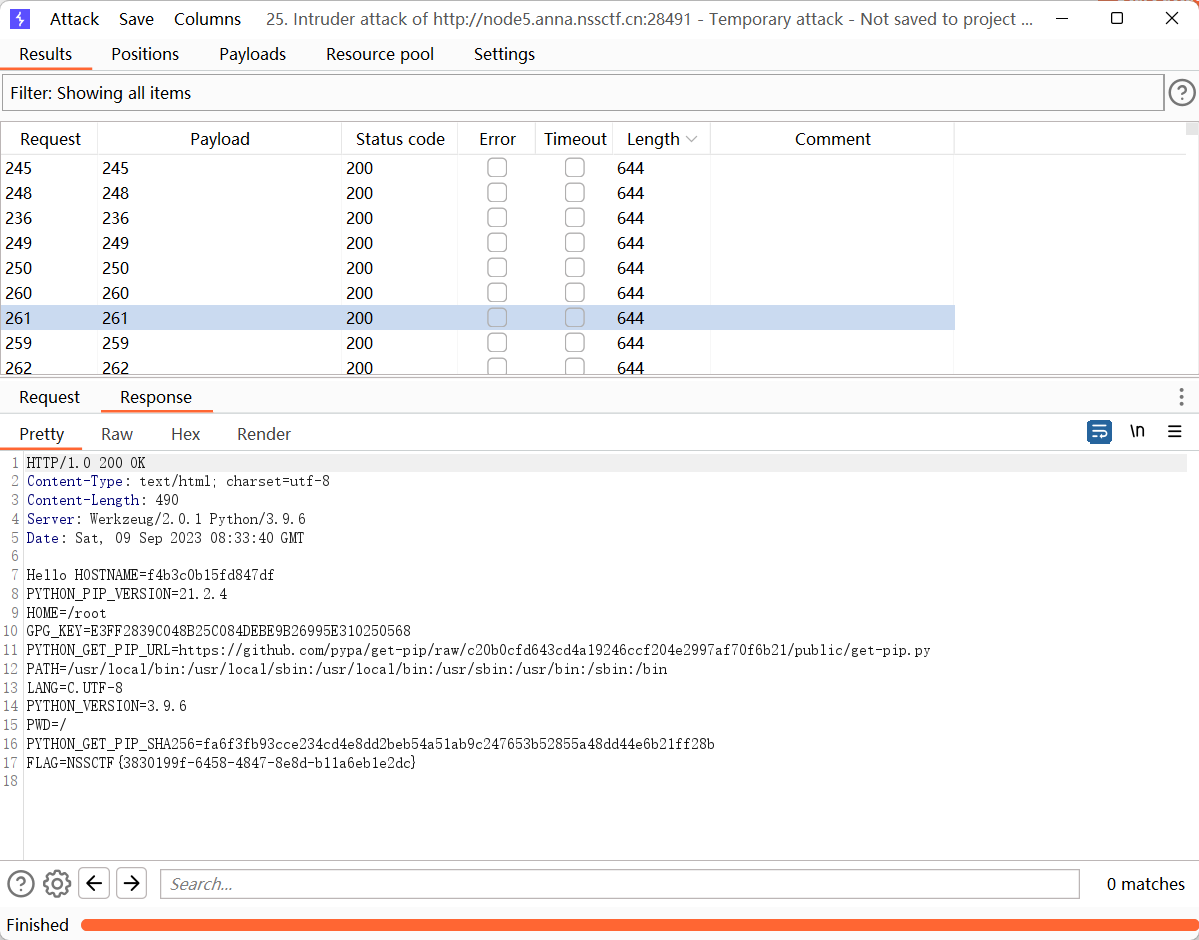 Attack Save Columns 25. Intruder attack of http://node5.anna.nssctf.cn:28491 - Temporary attack - Not saved to project ...
Results Positions Payloads Resource pool Settings
Filter: Showing all items
Request Payload Status code Error Timeout Length Comment
245 245 200 644
248 248 200 644
236 236 200 644
249 249 200 644
250 250 200 644
260 260 200 644
261 261 200 644
259 259 200 644
262 262 200 644
Request Response
Pretty Raw Hex Render \n
1 HTTP/1.0 200 OK
2 Content-Type: text/html; charset=utf-8
3 Content-Length: 490
4 Server: Werkzeug/2.0.1 Python/3.9.6
5 Date: Sat, 09 Sep 2023 08:33:40 GMT
6
7 Hello HOSTNAME=f4b3c0b15fd847df
8 PYTHON_PIP_VERSION=21.2.4
9 HOME=/root
10 GPG_KEY=E3FF2839C048B25C084DEBE9B26995E310250568
11 PYTHON_GET_PIP_URL=https://github.com/pypa/get-pip/raw/c20b0cfd643cd4a19246ccf204e2997af70f6b21/public/get-pip.py
12 PATH=/usr/local/bin:/usr/local/sbin:/usr/local/bin:/usr/sbin:/usr/bin:/sbin:/bin
13 LANG=C.UTF-8
14 PYTHON_VERSION=3.9.6
15 PWD=/
16 PYTHON_GET_PIP_SHA256=fa6f3fb93cce234cd4e8dd2beb54a51ab9c247653b52855a48dd44e6b21ff28b
17 FLAG=NSSCTF{3830199f-6458-4847-8e8d-b11a6eb1e2dc}
18
Search... 0 matches
Finished